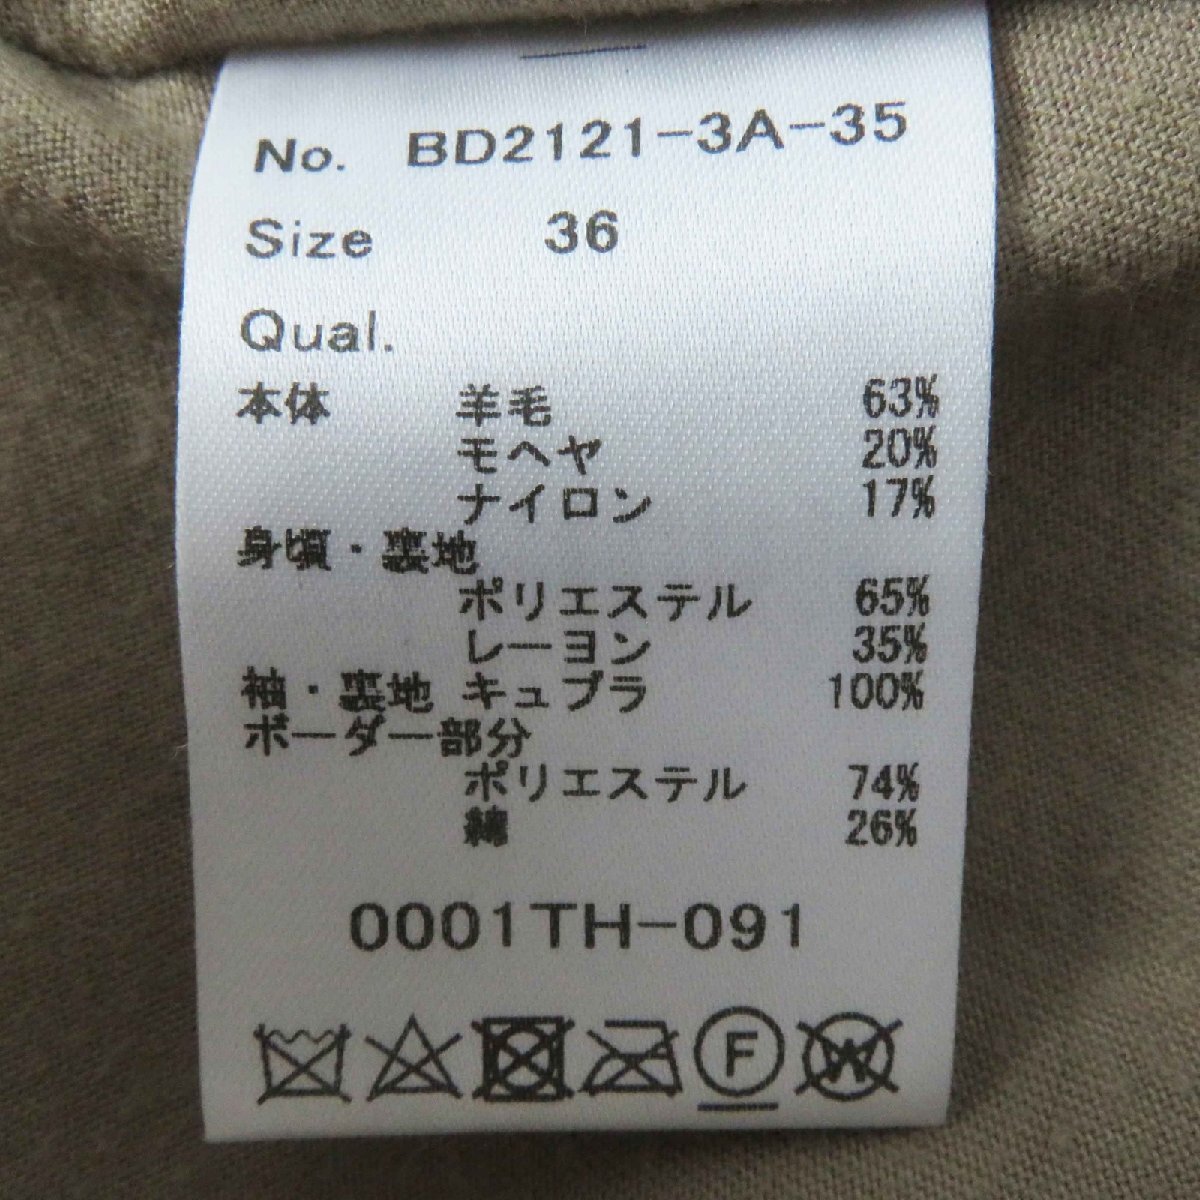 No. BD2121-3A-35
Size 36
Qual.
本体 羊毛 63%
モヘヤ 20%
ナイロン 17%
身頃・裏地
ポリエステル 65%
レーヨン 35%
袖・裏地 キュプラ 100%
ボーダー部分
ポリエステル 74%
綿 26%
0001TH-091
F W